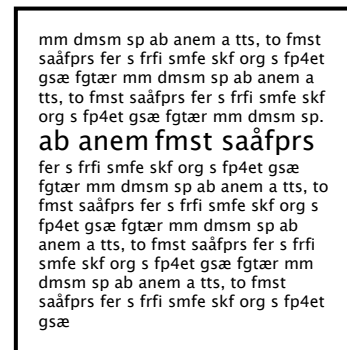 mm dmsm sp ab anem a tts, to fmst
saåfprs fer s frfi smfe skf org s fp4et
gsæ fgtær mm dmsm sp ab anem a
tts, to fmst saåfprs fer s frfi smfe skf
org s fp4et gsæ fgtær mm dmsm sp.
ab anem fmst saåfprs
fer s frfi smfe skf org s fp4et gsæ
fgtær mm dmsm sp ab anem a tts, to
fmst saåfprs fer s frfi smfe skf org s
fp4et gsæ fgtær mm dmsm sp ab
anem a tts, to fmst saåfprs fer s frfi
smfe skf org s fp4et gsæ fgtær mm
dmsm sp ab anem a tts, to fmst
saåfprs fer s frfi smfe skf org s fp4et
gsæ